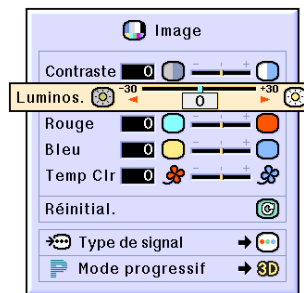 Image
Contraste 0
Luminos. -30 0 +30
Rouge 0
Bleu 0
Temp Clr 0
Réinitial.
Type de signal
P Mode progressif 3D